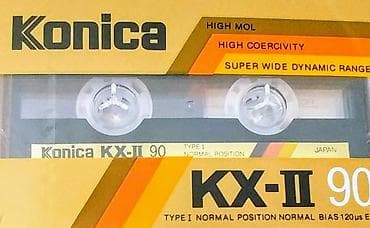 Konica
HIGH MOL
HIGH COERCIVITY
SUPER WIDE DYNAMIC RANGE
Konica KX-II 90
TYPE I
NORMAL POSITION
JAPAN
KX-II 90
TYPE I NORMAL POSITION NORMAL BIAS 120µs E